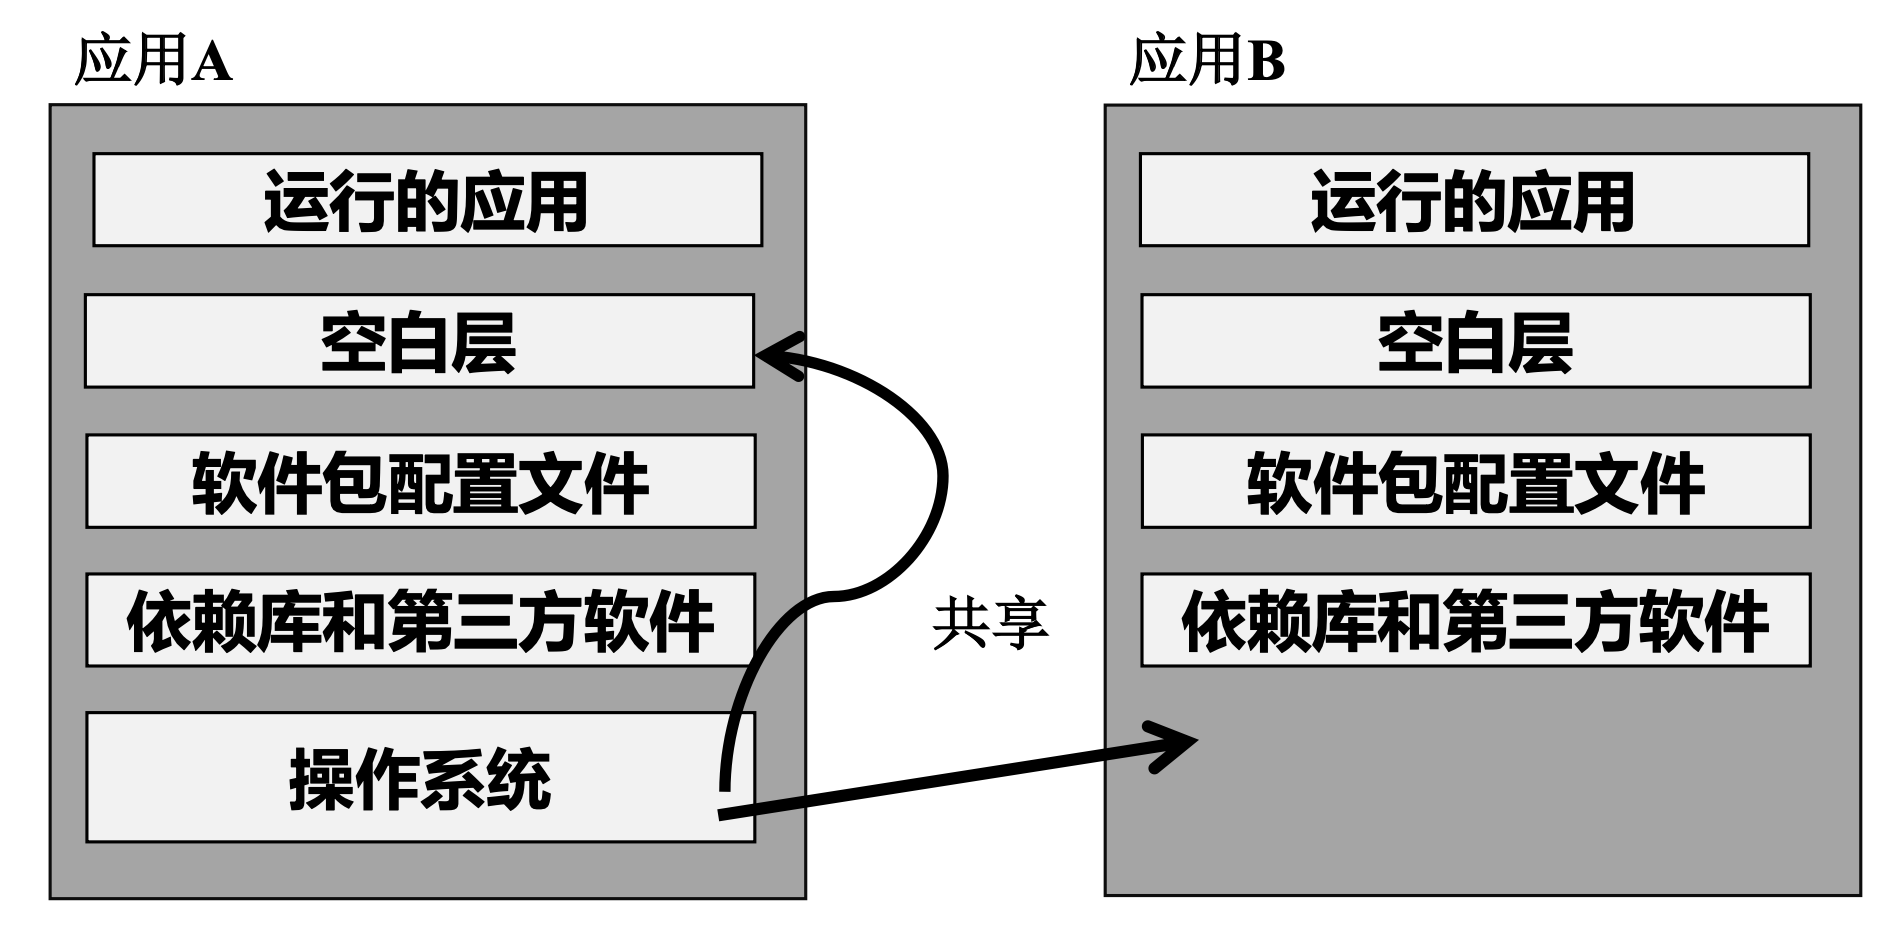 应用A
运行的应用
空白层
软件包配置文件
依赖库和第三方软件
操作系统
共享
应用B
运行的应用
空白层
软件包配置文件
依赖库和第三方软件